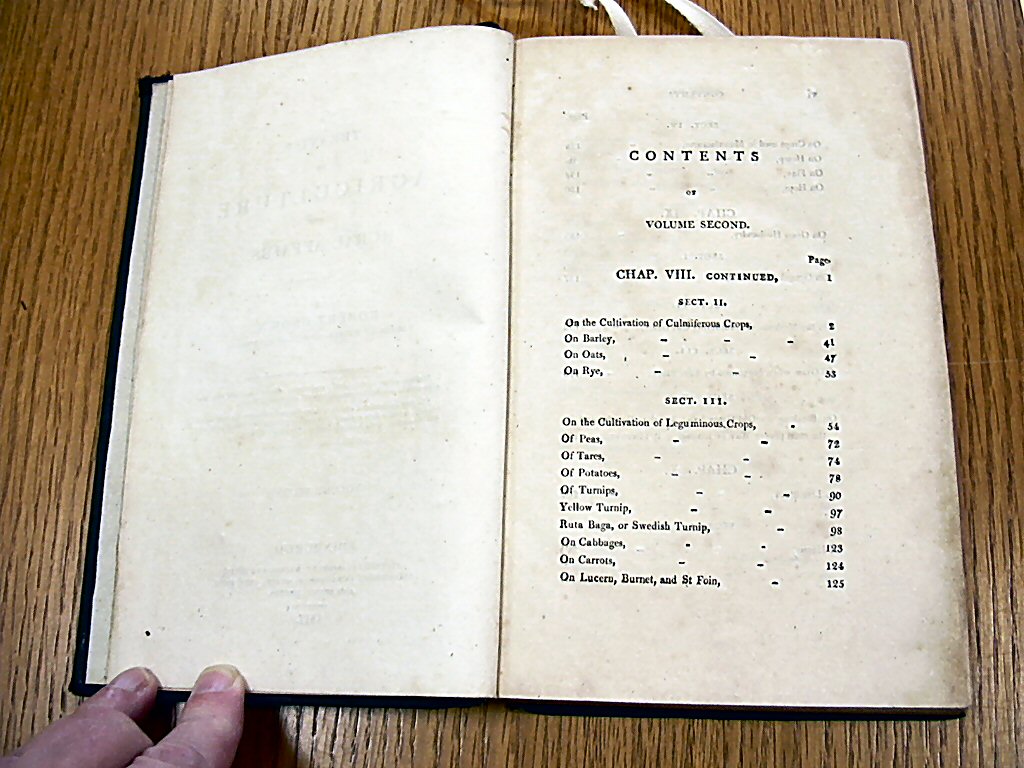 CONTENTS
OF
VOLUME SECOND.
Page
CHAP. VIII. CONTINUED, 1
SECT. II.
On the Cultivation of Culmiferous Crops, 2
On Barley, - - - 41
On Oats, - - 47
On Rye, - - 53
SECT. III.
On the Cultivation of Leguminous Crops, - 54
Of Peas, - - 72
Of Tares, - - 74
Of Potatoes, - - 78
Of Turnips, - - 90
Yellow Turnip, - - 97
Ruta Baga, or Swedish Turnip, - 98
On Cabbages, - - 123
On Carrots, - - 124
On Lucern, Burnet, and St Foin, - 125